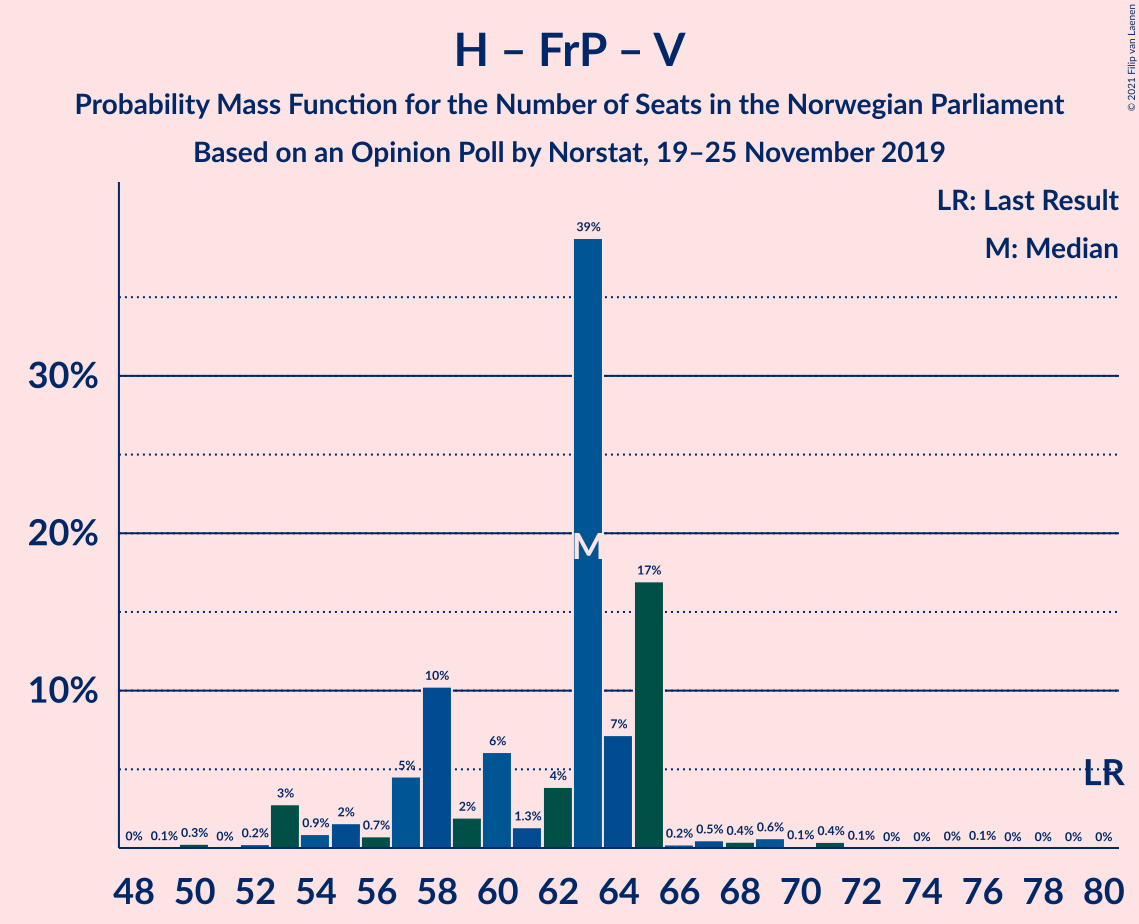 H – FrP – V
Probability Mass Function for the Number of Seats in the Norwegian Parliament
Based on an Opinion Poll by Norstat, 19–25 November 2019
© 2021 Filip van Laenen
LR: Last Result
M: Median
30%
20%
10%
0% 0.1% 0.3% 0% 0.2% 3% 0.9% 2% 0.7% 5% 10% 2% 6% 1.3% 4% 39% 7% 17% 0.2% 0.5% 0.4% 0.6% 0.1% 0.4% 0.1% 0% 0% 0% 0.1% 0% 0% 0% 0%
M
LR
48 50 52 54 56 58 60 62 64 66 68 70 72 74 76 78 80